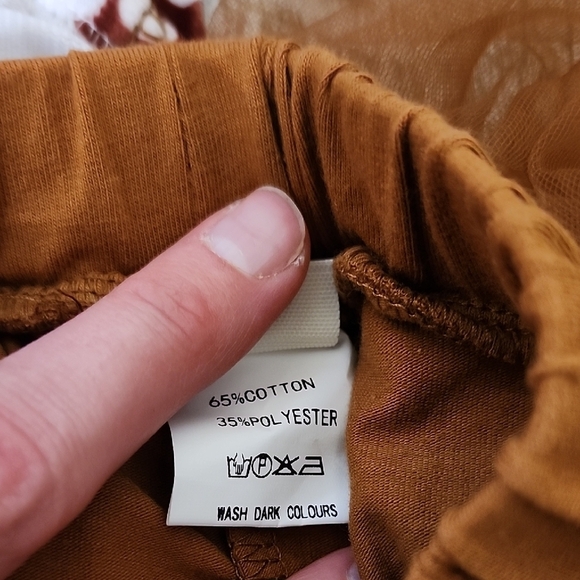 65%COTTON
35%POLYESTER
P
WASH DARK COLOURS